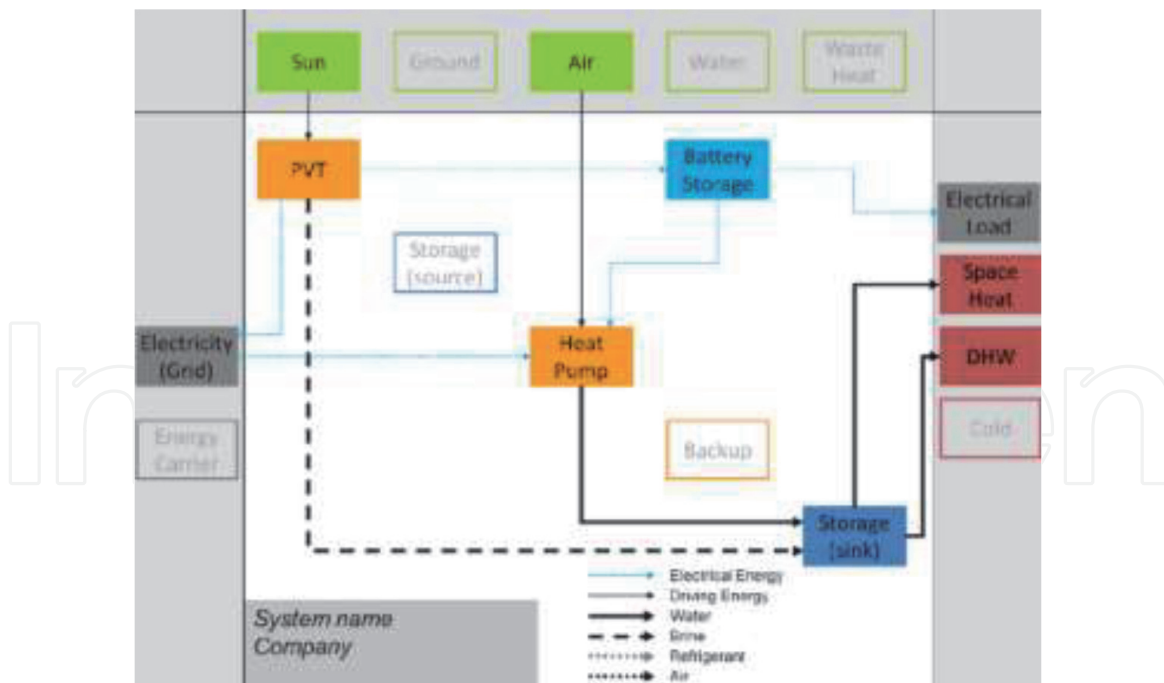 Sun
Ground
Air
Water
Waste
Heat
PVT
Battery
Storage
Electrical
Load
Storage
(source)
Space
Heat
Electricity
(Grid)
Heat
Pump
DHW
Energy
Carrier
Backup
Cold
Storage
(sink)
Electrical Energy
Driving Energy
Water
Brine
Refrigerant
Air
System name
Company